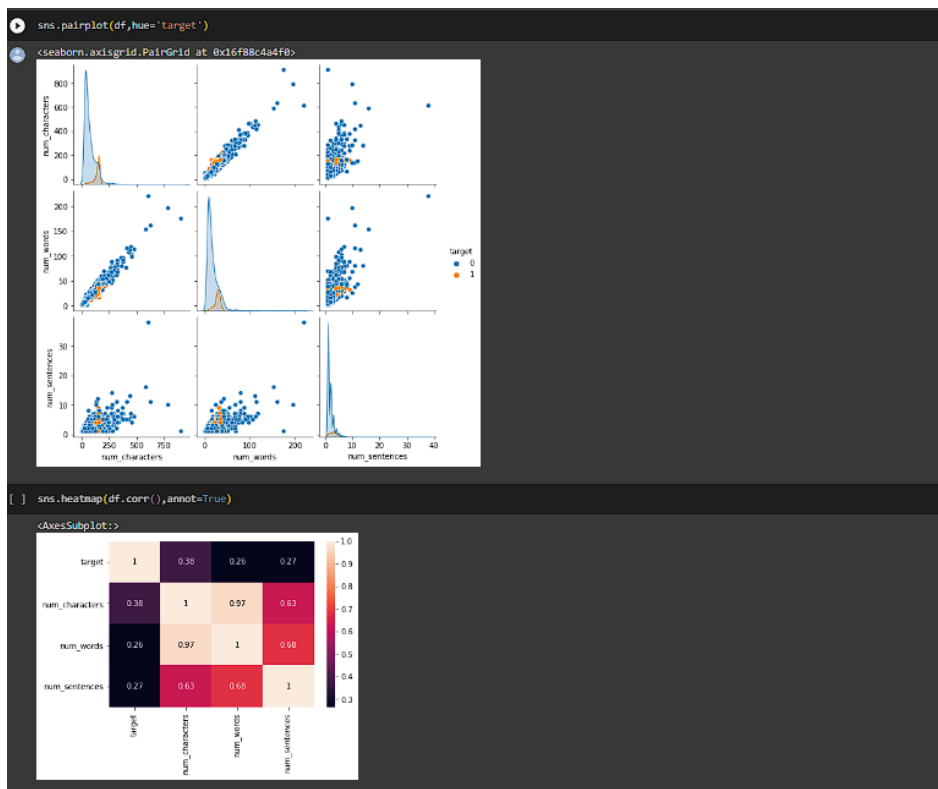 sns.pairplot(df,hue='target')
<seaborn.axisgrid.PairGrid at 0x16f88c4a4f0>
num_characters
800
600
400
200
0
num_words
200
150
100
50
0
target
0
1
num_sentences
30
20
10
0
0 250 500 750
0 100 200
0 10 20 30 40
num_characters num_words num_sentences
[ ] sns.heatmap(df.corr(),annot=True)
<AxesSubplot:>
target 1 0.38 0.26 0.27
num_characters 0.38 1 0.97 0.63
num_words 0.26 0.97 1 0.68
num_sentences 0.27 0.63 0.68 1
target num_characters num_words num_sentences
1.0
0.9
0.8
0.7
0.6
0.5
0.4
0.3